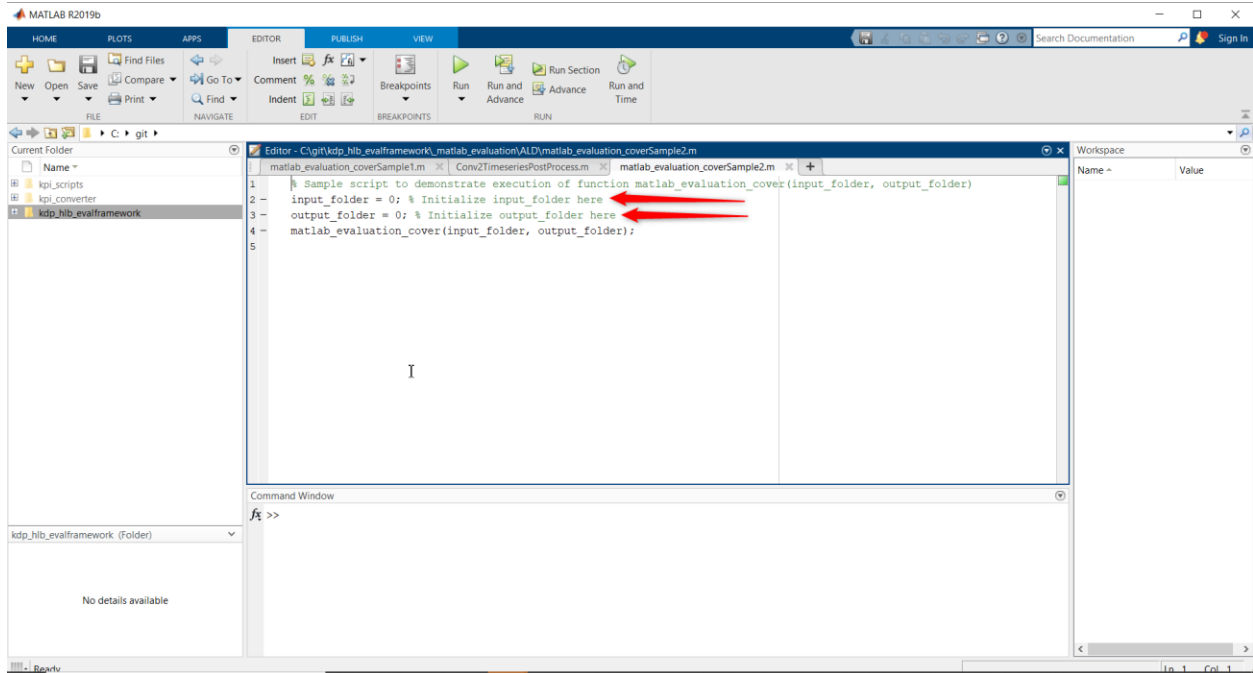 MATLAB R2019b
HOME PLOTS APPS EDITOR PUBLISH VIEW Search Documentation Sign In
New Open Save Find Files Compare Print
FILE
Go To Find
NAVIGATE
Insert fx
Comment %
Indent
EDIT
Breakpoints
BREAKPOINTS
Run Run and Advance Run Section Advance Run and Time
RUN
C: git
Current Folder
Name
kpi_scripts
kpi_converter
kdp_hlb_evalframework
Editor - C:\git\kdp_hlb_evalframework\_matlab_evaluation\ALD\matlab_evaluation_coverSample2.m
matlab_evaluation_coverSample1.m Conv2TimeseriesPostProcess.m matlab_evaluation_coverSample2.m +
1 % Sample script to demonstrate execution of function matlab_evaluation_cover(input_folder, output_folder)
2 - input_folder = 0; % Initialize input_folder here
3 - output_folder = 0; % Initialize output_folder here
4 - matlab_evaluation_cover(input_folder, output_folder);
5
Workspace
Name Value
Command Window
fx >>
kdp_hlb_evalframework (Folder)
No details available
Ready
Ln 1 Col 1